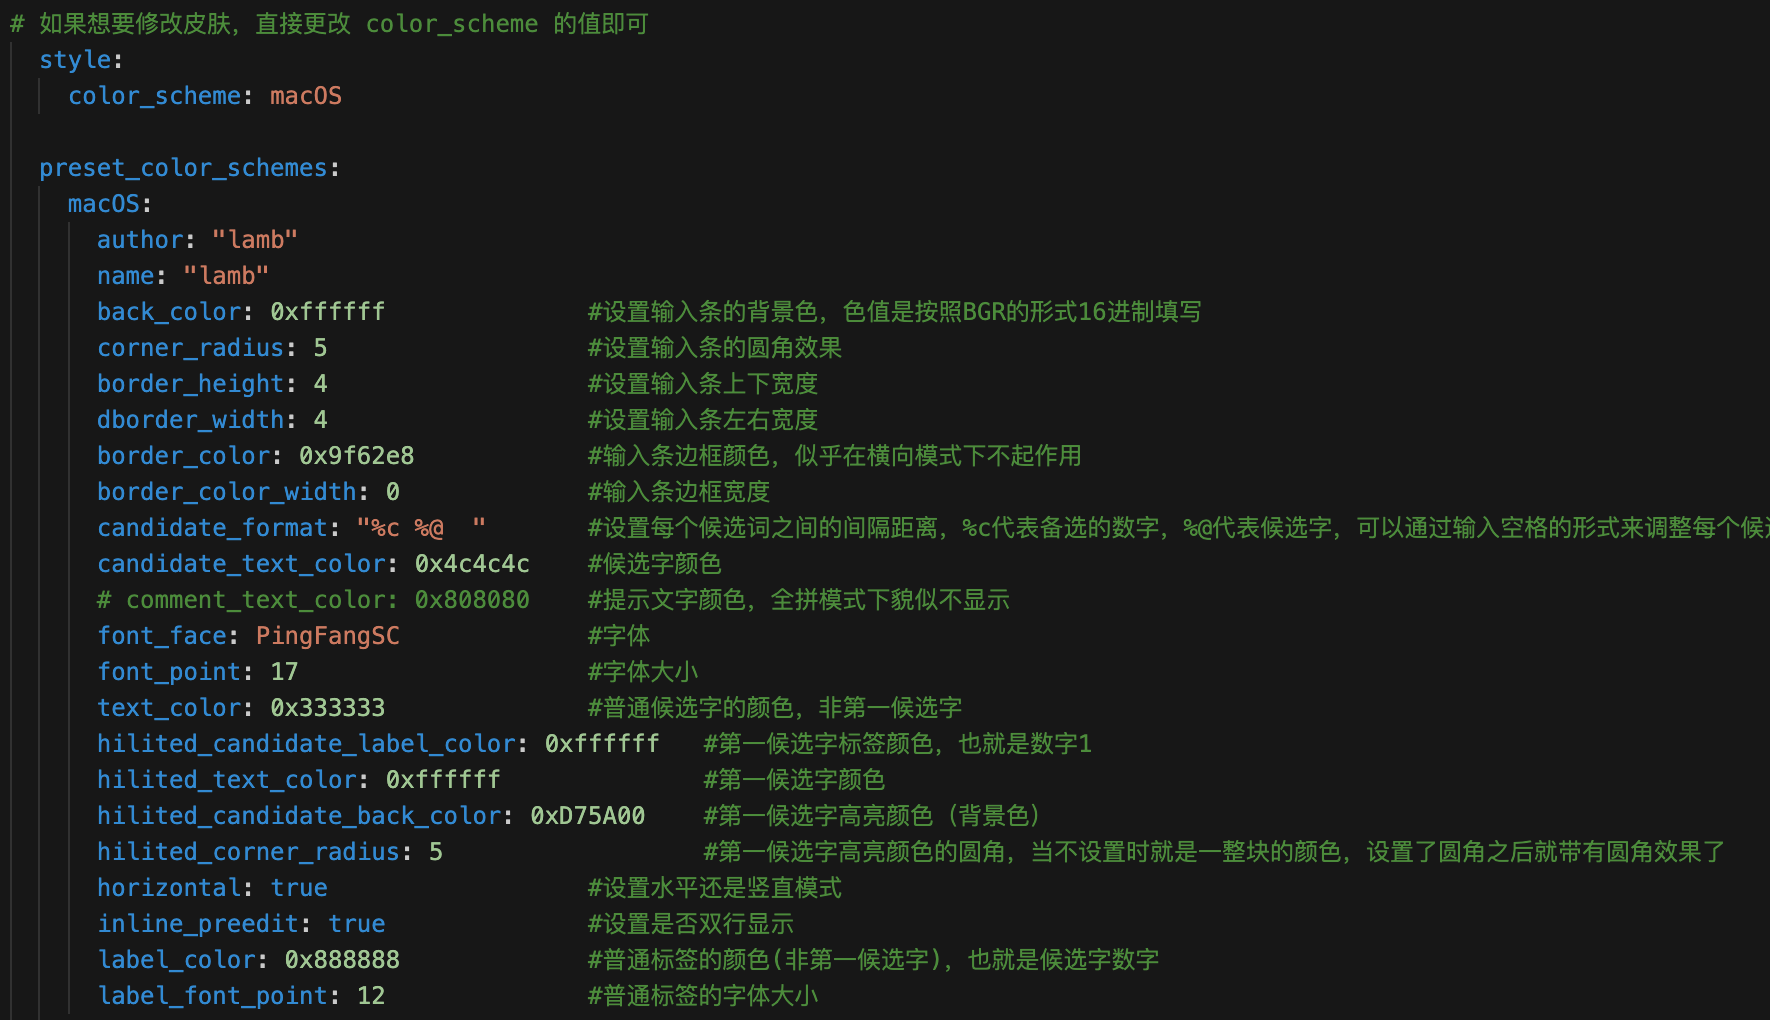 # 如果想要修改皮肤，直接更改 color_scheme 的值即可
style:
color_scheme: macOS
preset_color_schemes:
macOS:
author: "lamb"
name: "lamb"
back_color: 0xffffff #设置输入条的背景色，色值是按照BGR的形式16进制填写
corner_radius: 5 #设置输入条的圆角效果
border_height: 4 #设置输入条上下宽度
dborder_width: 4 #设置输入条左右宽度
border_color: 0x9f62e8 #输入条边框颜色，似乎在横向模式下不起作用
border_color_width: 0 #输入条边框宽度
candidate_format: "%c %@  " #设置每个候选词之间的间隔距离，%c代表备选的数字，%@代表候选字，可以通过输入空格的形式来调整每个候
candidate_text_color: 0x4c4c4c #候选字颜色
# comment_text_color: 0x808080 #提示文字颜色，全拼模式下貌似不显示
font_face: PingFangSC #字体
font_point: 17 #字体大小
text_color: 0x333333 #普通候选字的颜色，非第一候选字
hilited_candidate_label_color: 0xffffff #第一候选字标签颜色，也就是数字1
hilited_text_color: 0xffffff #第一候选字颜色
hilited_candidate_back_color: 0xD75A00 #第一候选字高亮颜色（背景色）
hilited_corner_radius: 5 #第一候选字高亮颜色的圆角，当不设置时就是一整块的颜色，设置了圆角之后就带有圆角效果了
horizontal: true #设置水平还是竖直模式
inline_preedit: true #设置是否双行显示
label_color: 0x888888 #普通标签的颜色(非第一候选字)，也就是候选字数字
label_font_point: 12 #普通标签的字体大小